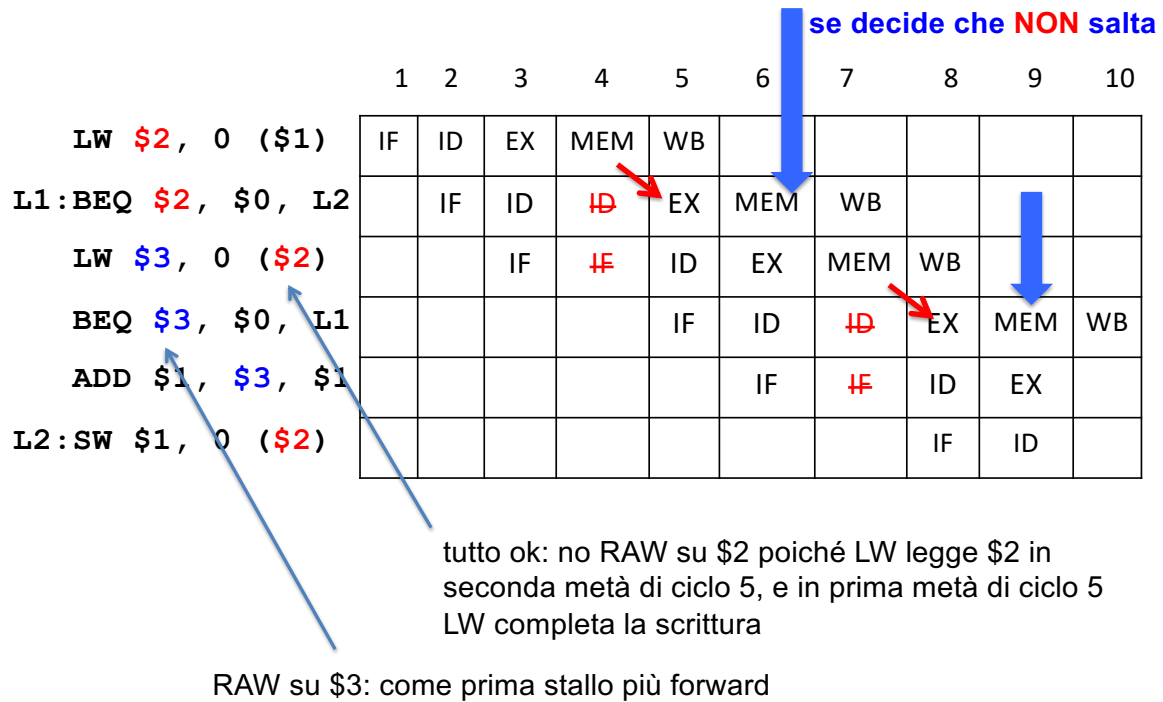 se decide che NON salta
1 2 3 4 5 6 7 8 9 10
LW $2, 0 ($1) IF ID EX MEM WB
L1:BEQ $2, $0, L2 IF ID ID EX MEM WB
LW $3, 0 ($2) IF IF ID EX MEM WB
BEQ $3, $0, L1 IF ID ID EX MEM WB
ADD $1, $3, $1 IF IF ID EX
L2:SW $1, 0 ($2) IF ID
tutto ok: no RAW su $2 poiché LW legge $2 in
seconda metà di ciclo 5, e in prima metà di ciclo 5
LW completa la scrittura
RAW su $3: come prima stallo più forward